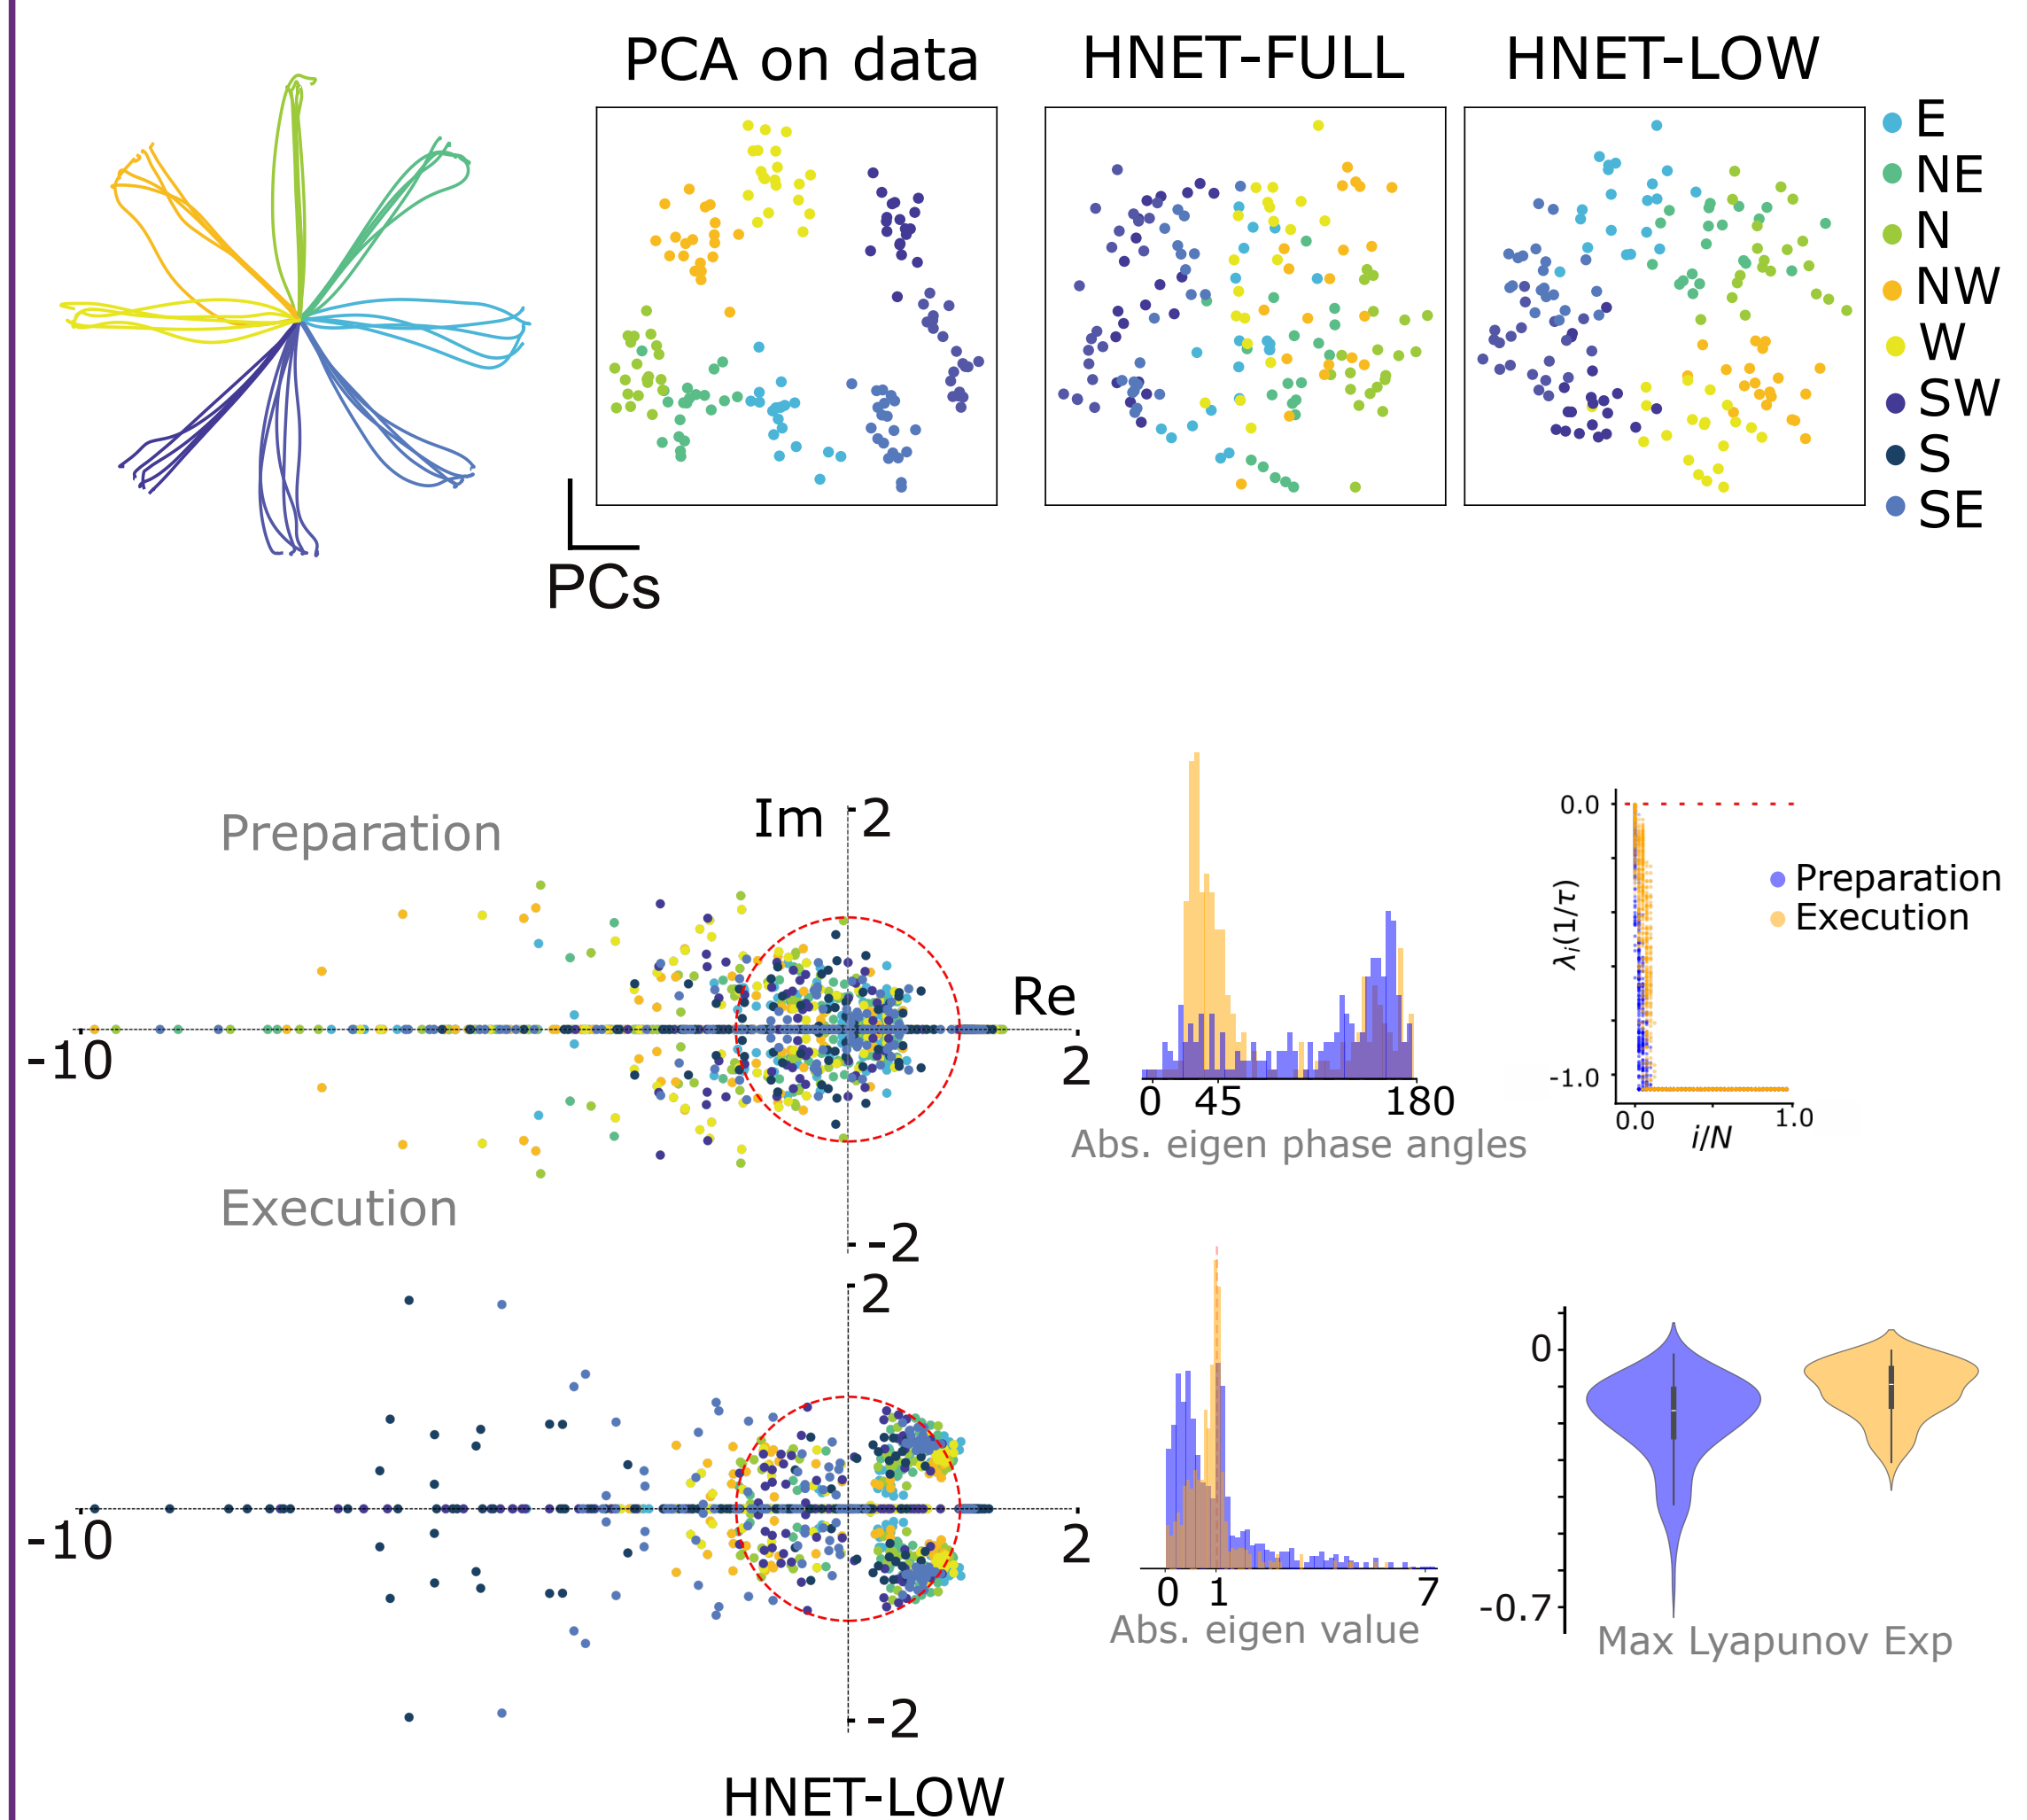 PCA on data
HNET-FULL
HNET-LOW
E
NE
N
NW
W
SW
S
SE
PCs
Preparation
Im
2
Re
-10
2
-2
0
45
180
Abs. eigen phase angles
0.0
-1.0
λi(1/τ)
Preparation
Execution
0.0
1.0
i/N
Execution
2
-10
2
-2
HNET-LOW
0
1
7
Abs. eigen value
0
-0.7
Max Lyapunov Exp